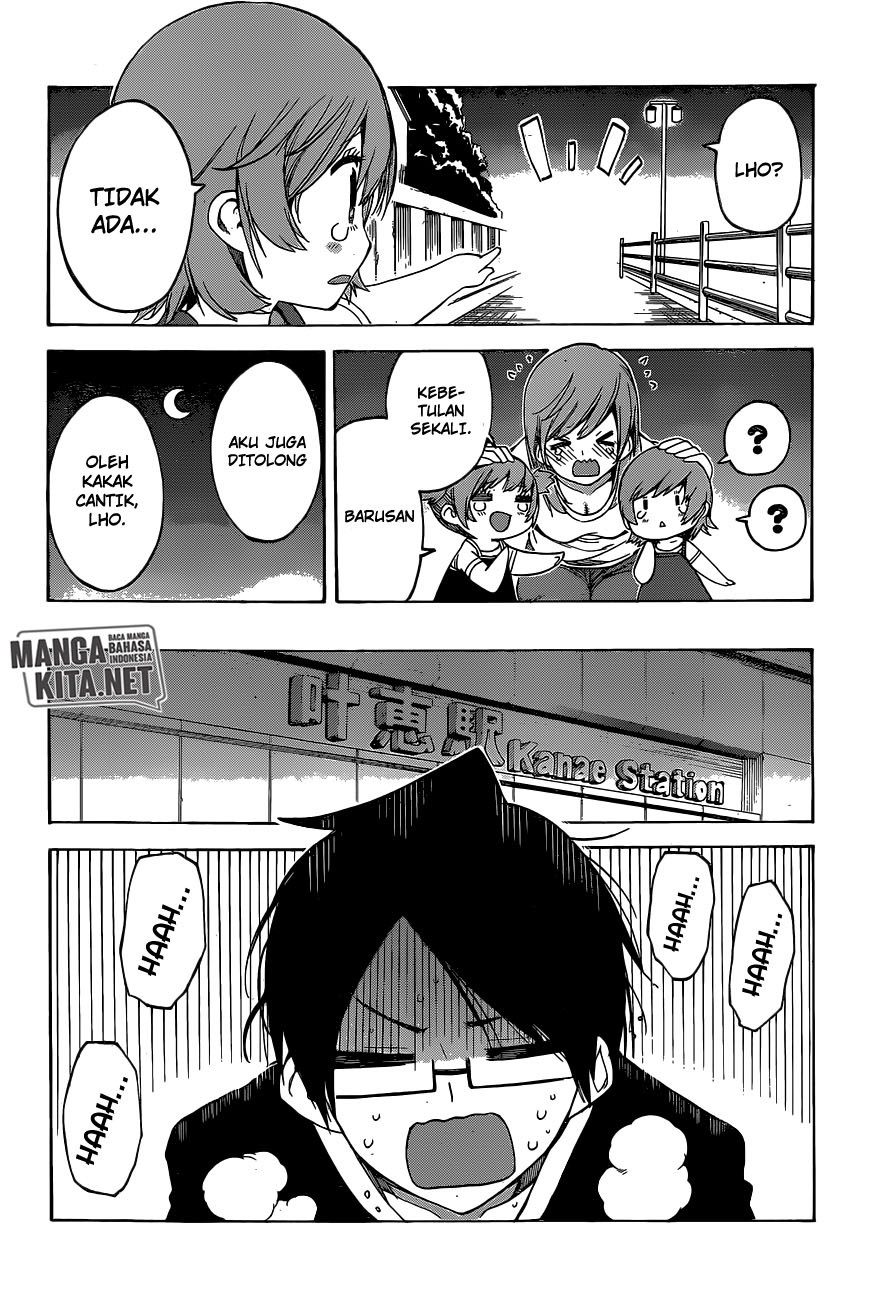 LHO?
TIDAK
ADA...
KEBE-
TULAN
SEKALI.
BARUSAN
?
?
AKU JUGA
DITOLONG
OLEH
KAKAK
CANTIK,
LHO.
MANGA
KITA.NET
BACA MANGA
BAHASA
INDONESIA
叶恵駅 Kanae Station
HAAH...
HAAH...
HAAH...
HAAH...